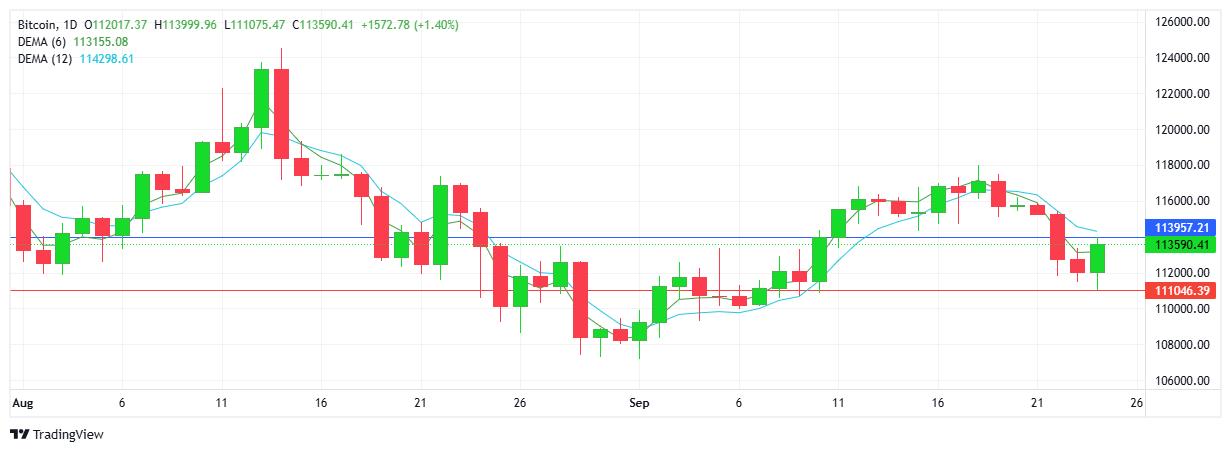 Bitcoin, 1D O112017.37 H113999.96 L111075.47 C113590.41 +1572.78 (+1.40%)
DEMA (6) 113155.08
DEMA (12) 114298.61
126000.00
124000.00
122000.00
120000.00
118000.00
116000.00
113957.21
113590.41
112000.00
111046.39
110000.00
108000.00
106000.00
Aug 6 11 16 21 26 Sep 6 11 16 21 26
TradingView